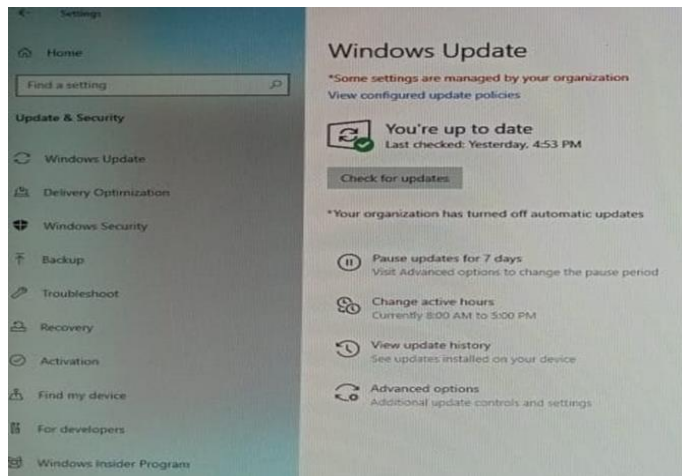 Settings
Home
Find a setting
Update & Security
Windows Update
Delivery Optimization
Windows Security
Backup
Troubleshoot
Recovery
Activation
Find my device
For developers
Windows Insider Program
Windows Update
*Some settings are managed by your organization
View configured update policies
You're up to date
Last checked: Yesterday, 4:53 PM
Check for updates
*Your organization has turned off automatic updates
Pause updates for 7 days
Visit Advanced options to change the pause period
Change active hours
Currently 8:00 AM to 5:00 PM
View update history
See updates installed on your device
Advanced options
Additional update controls and settings